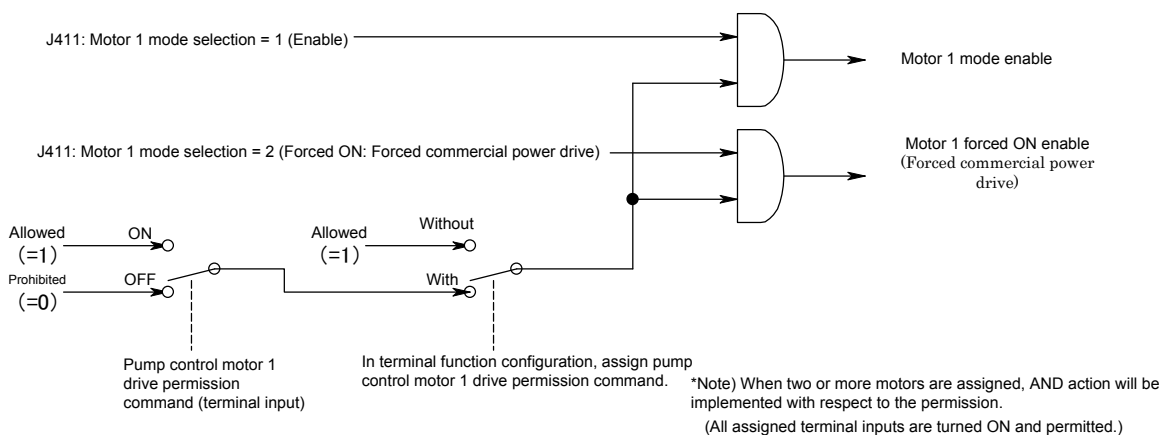 J411: Motor 1 mode selection = 1 (Enable)
Motor 1 mode enable
J411: Motor 1 mode selection = 2 (Forced ON: Forced commercial power drive)
Motor 1 forced ON enable
(Forced commercial power
drive)
Allowed
(=1)
ON
Allowed
(=1)
Without
Prohibited
(=0)
OFF
With
Pump control motor 1
drive permission
command (terminal input)
In terminal function configuration, assign pump
control motor 1 drive permission command.
*Note) When two or more motors are assigned, AND action will be
implemented with respect to the permission.
(All assigned terminal inputs are turned ON and permitted.)